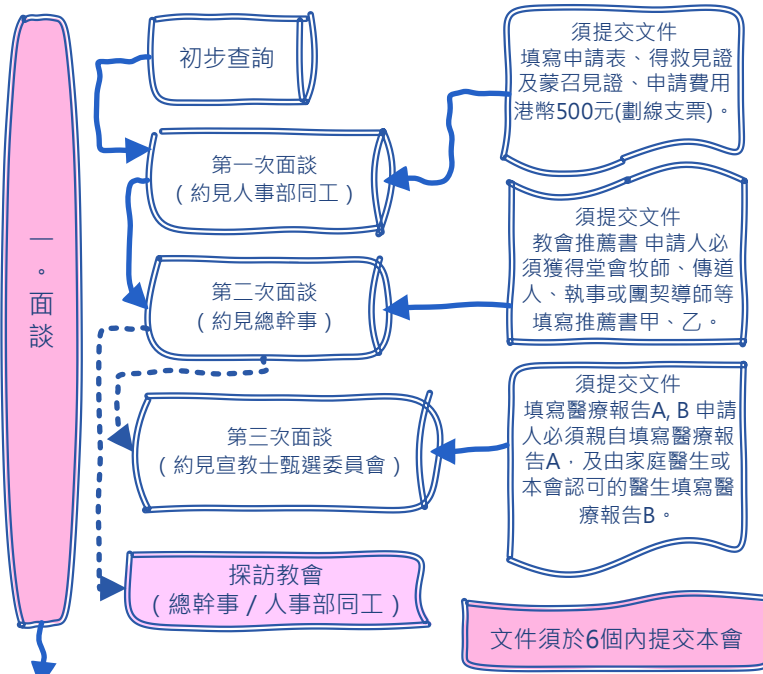 一。面談
初步查詢
第一次面談
(約見人事部同工)
第二次面談
(約見總幹事)
第三次面談
(約見宣教士甄選委員會)
探訪教會
(總幹事 / 人事部同工)
須提交文件
填寫申請表、得救見證
及蒙召見證、申請費用
港幣500元(劃線支票)。
須提交文件
教會推薦書 申請人必
須獲得堂會牧師、傳道
人、執事或團契導師等
填寫推薦書甲、乙。
須提交文件
填寫醫療報告A, B 申請
人必須親自填寫醫療報
告A，及由家庭醫生或
本會認可的醫生填寫醫
療報告B。
文件須於6個內提交本會